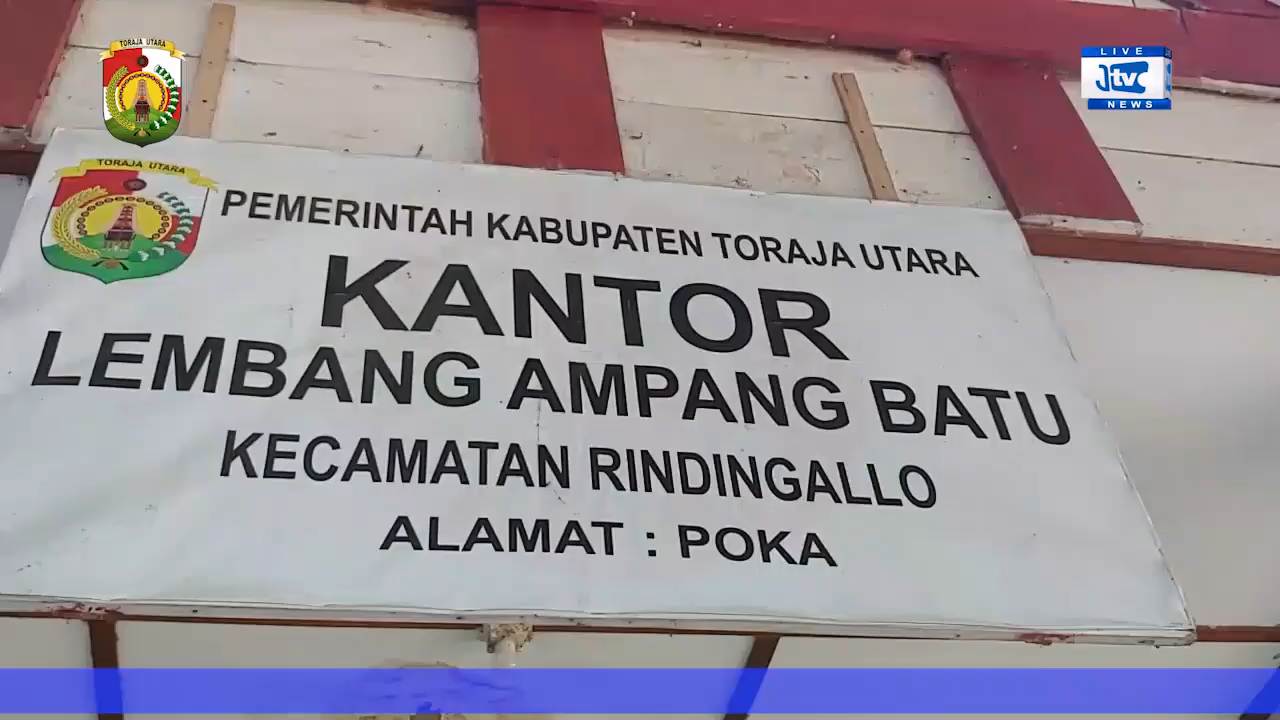 TORAJA UTARA
LIVE
Jtv
NEWS
TORAJA UTARA
PEMERINTAH KABUPATEN TORAJA UTARA
KANTOR
LEMBANG AMPANG BATU
KECAMATAN RINDINGALLO
ALAMAT : POKA